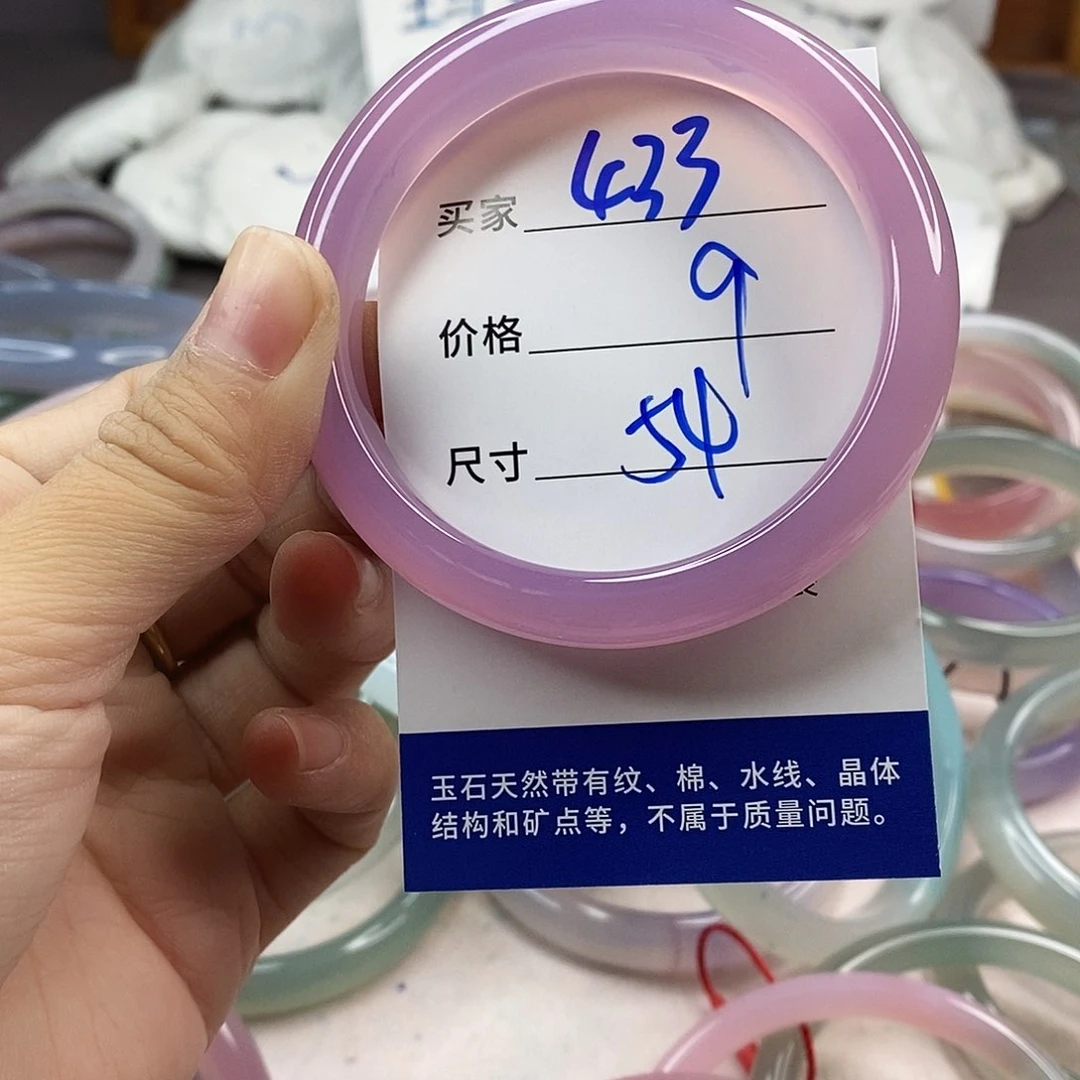 买家 433
价格 9
尺寸 54
玉石天然带有纹、棉、水线、晶体
结构和矿点等，不属于质量问题。